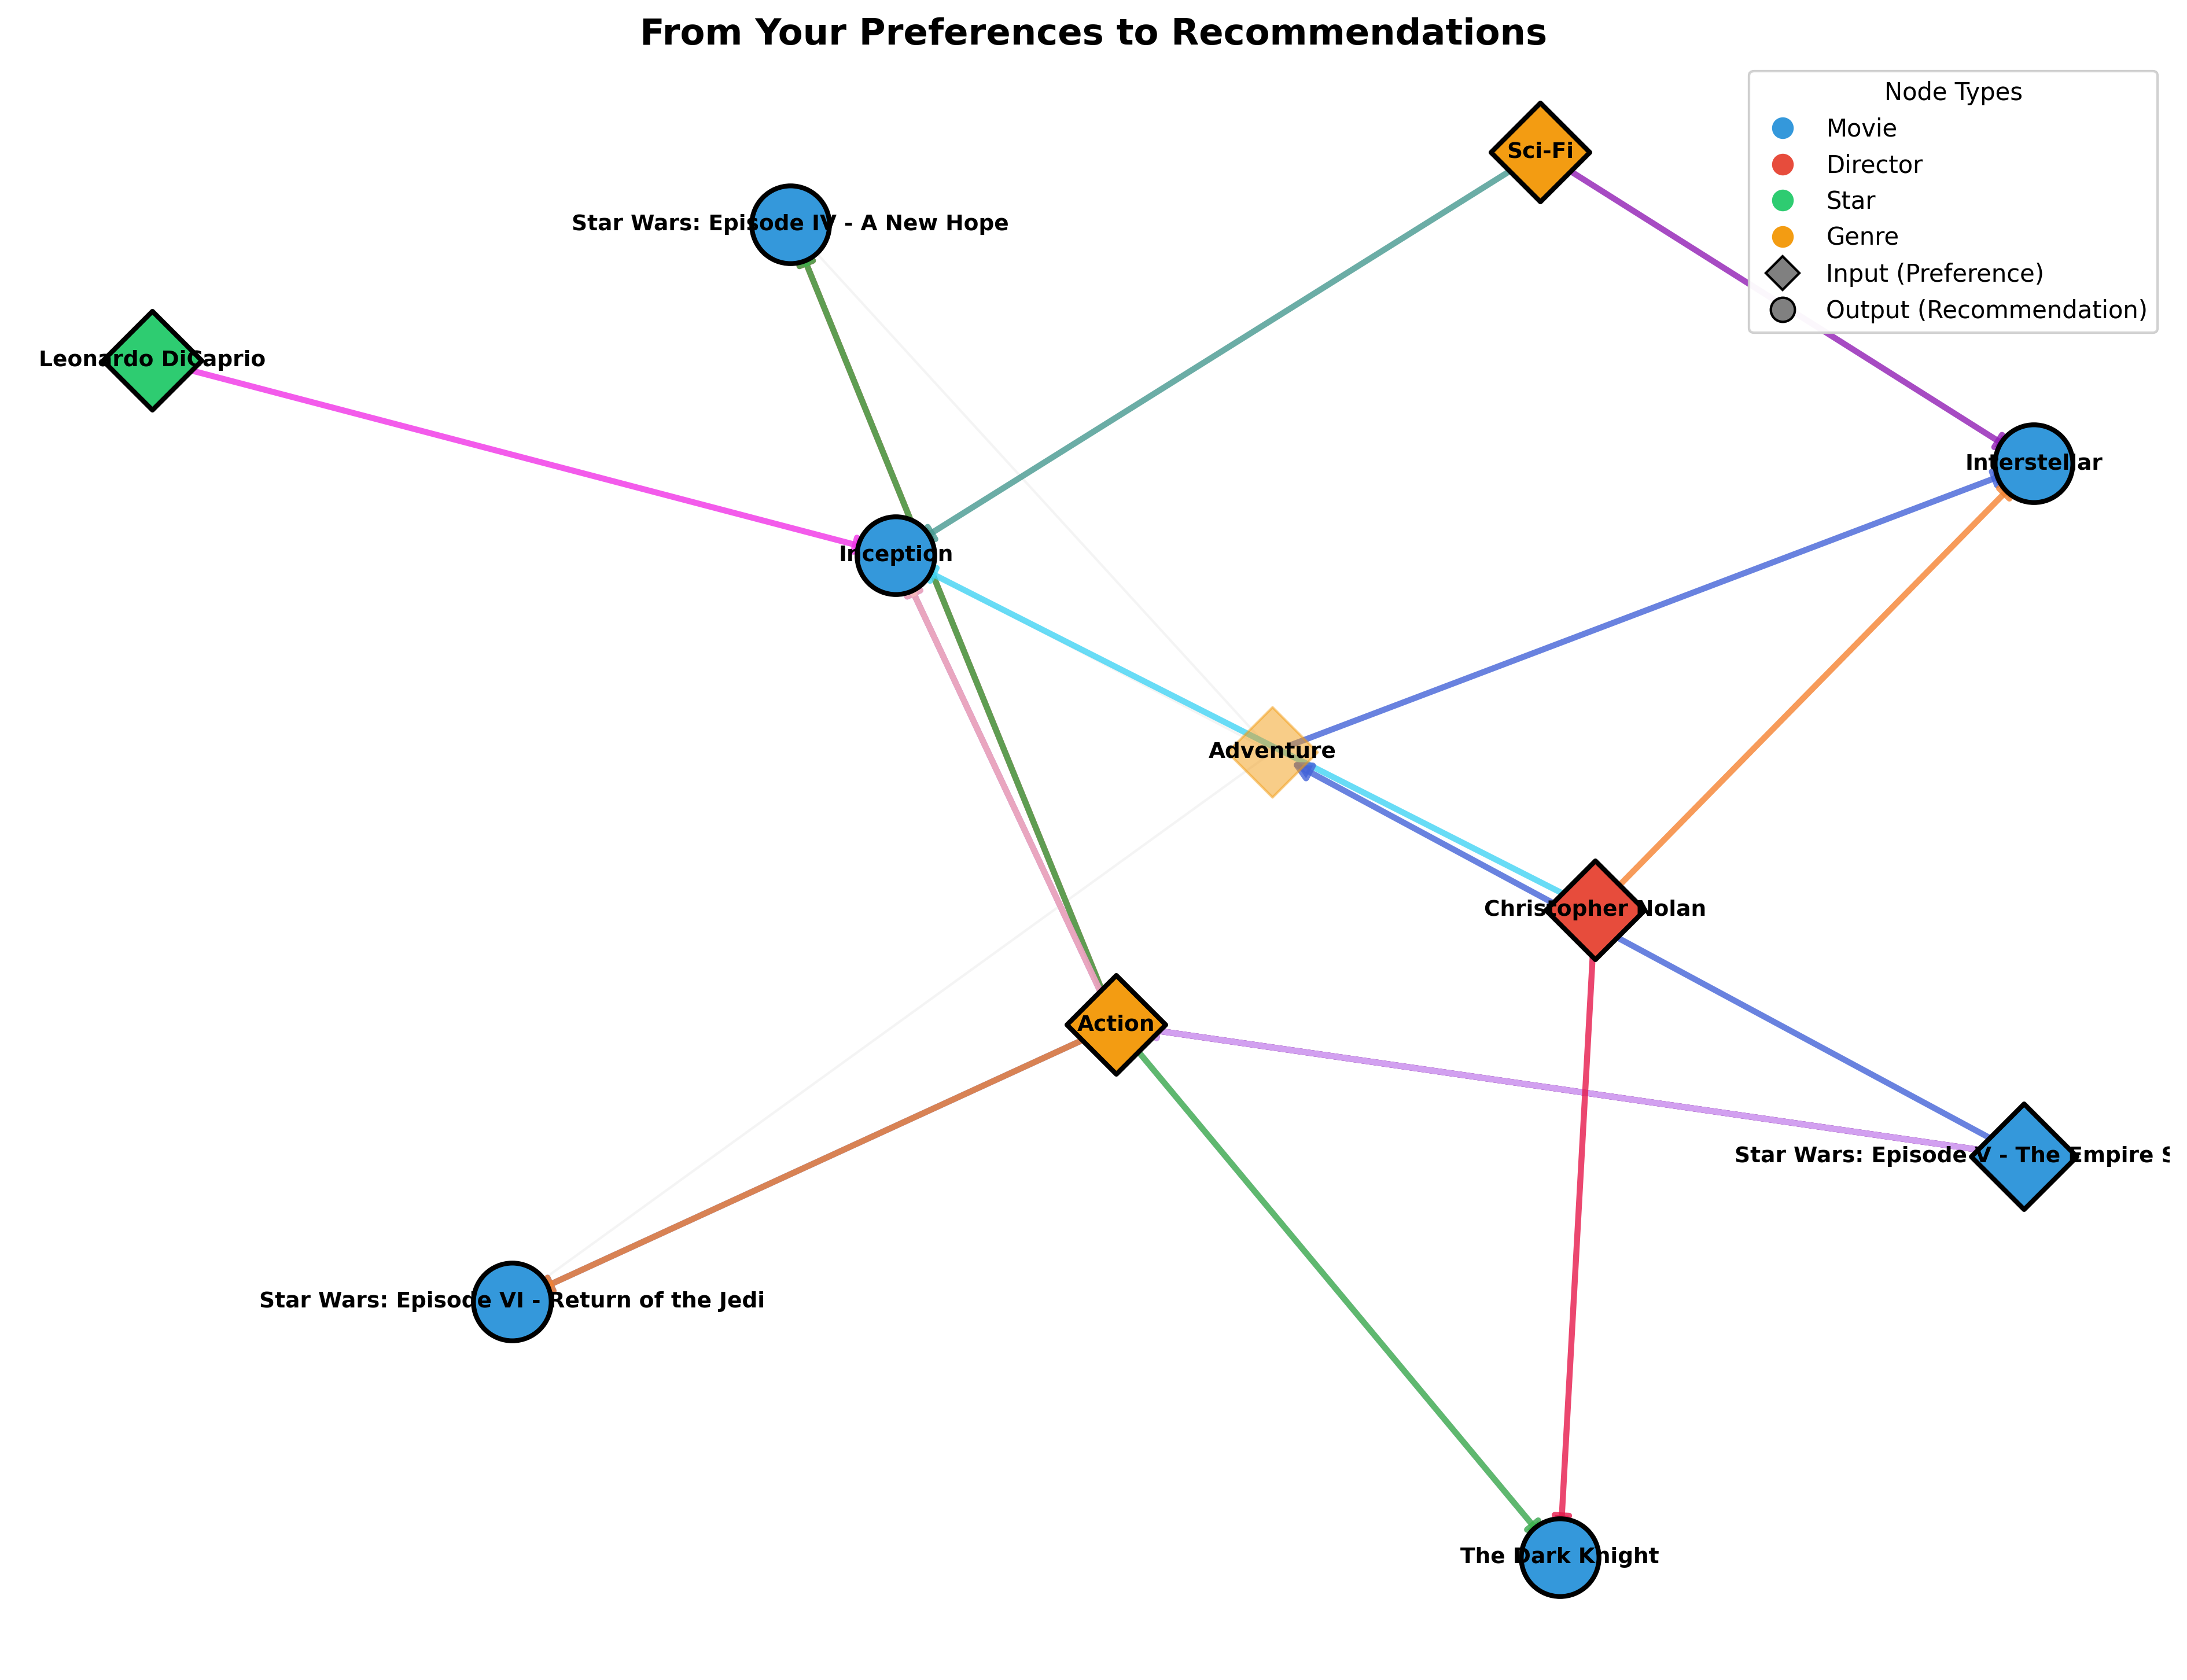 From Your Preferences to Recommendations
Node Types
Movie
Director
Star
Genre
Input (Preference)
Output (Recommendation)
Sci-Fi
Star Wars: Episode IV - A New Hope
Leonardo DiCaprio
Interstellar
Inception
Adventure
Christopher Nolan
Action
Star Wars: Episode V - The Empire S
Star Wars: Episode VI - Return of the Jedi
The Dark Knight